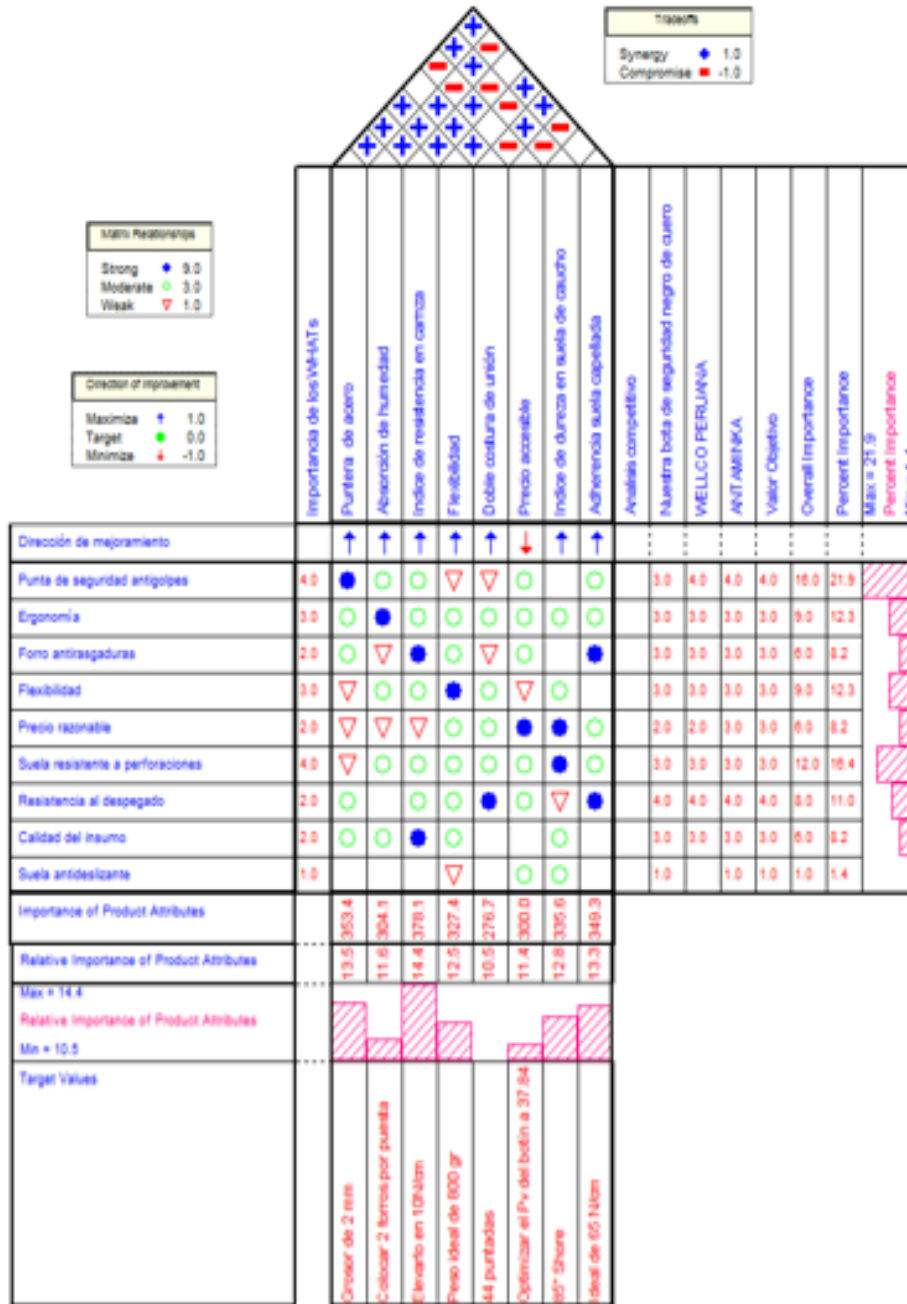 Tradeoffs
Synergy 1.0
Compromise -1.0
Matrix Relationships
Strong 9.0
Moderate 3.0
Weak 1.0
Direction of Improvement
Maximize 1.0
Target 0.0
Minimize -1.0
Importancia de los WHATs
Puntera de acero
Absorción de humedad
Indice de resistencia en carnza
Flexibilidad
Doble costura de unión
Precio accesible
Indice de dureza en suela de caucho
Adherencia suela capellada
Analisis competitivo
Nuestra bota de seguridad negro de cuero
WELLCO PERUANA
ANTAMINKA
Valor Objetivo
Overall Importance
Percent Importance
Max = 21.9
Percent Importance
Dirección de mejoramiento
Punta de seguridad antigolpes 4.0 3.0 4.0 4.0 4.0 16.0 21.9
Ergonomía 3.0 3.0 3.0 3.0 3.0 9.0 12.3
Forro antirasgaduras 2.0 3.0 3.0 3.0 3.0 6.0 8.2
Flexibilidad 3.0 3.0 3.0 3.0 3.0 9.0 12.3
Precio razonable 2.0 2.0 2.0 3.0 3.0 6.0 8.2
Suela resistente a perforaciones 4.0 3.0 3.0 3.0 3.0 12.0 16.4
Resistencia al despegado 2.0 4.0 4.0 4.0 4.0 8.0 11.0
Calidad del insumo 2.0 3.0 3.0 3.0 3.0 6.0 8.2
Suela antideslizante 1.0 1.0 1.0 1.0 1.0 1.4
Importance of Product Attributes 353.4 304.1 378.1 327.4 276.7 300.0 335.6 349.3
Relative Importance of Product Attributes 13.5 11.6 14.4 12.5 10.5 11.4 12.8 13.3
Max = 14.4
Relative Importance of Product Attributes
Min = 10.5
Target Values
Grosor de 2 mm
Colocar 2 forros por puesta
Elevarlo en 10N/cm
Peso ideal de 800 gr
44 puntadas
Optimizar el Pv del botín a 37.84
85° Shore
Ideal de 65 N/cm